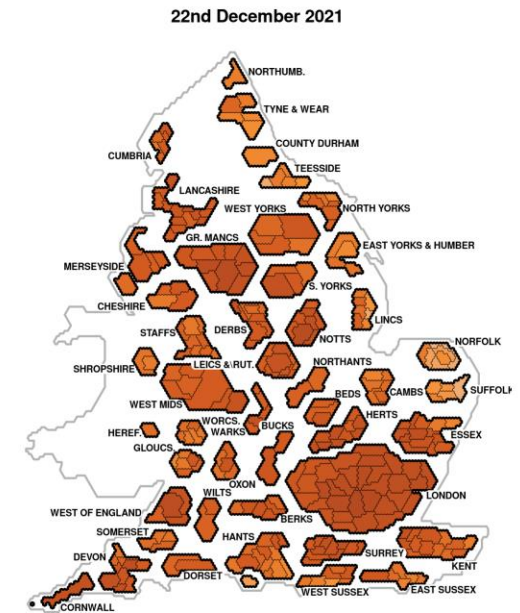 22nd December 2021
NORTHUMB.
TYNE & WEAR
COUNTY DURHAM
CUMBRIA
TEESSIDE
LANCASHIRE
WEST YORKS
NORTH YORKS
GR. MANCS
EAST YORKS & HUMBER
MERSEYSIDE
S. YORKS
CHESHIRE
LINCS
STAFFS
DERBS
NOTTS
NORFOLK
SHROPSHIRE
LEICS & RUT.
NORTHANTS
BEDS
CAMBS
SUFFOLK
WEST MIDS
HERTS
WORCS.
WARKS
BUCKS
HEREF.
ESSEX
GLOUCS.
OXON
WILTS
LONDON
WEST OF ENGLAND
BERKS
SOMERSET
HANTS
SURREY
DEVON
KENT
DORSET
WEST SUSSEX
EAST SUSSEX
CORNWALL